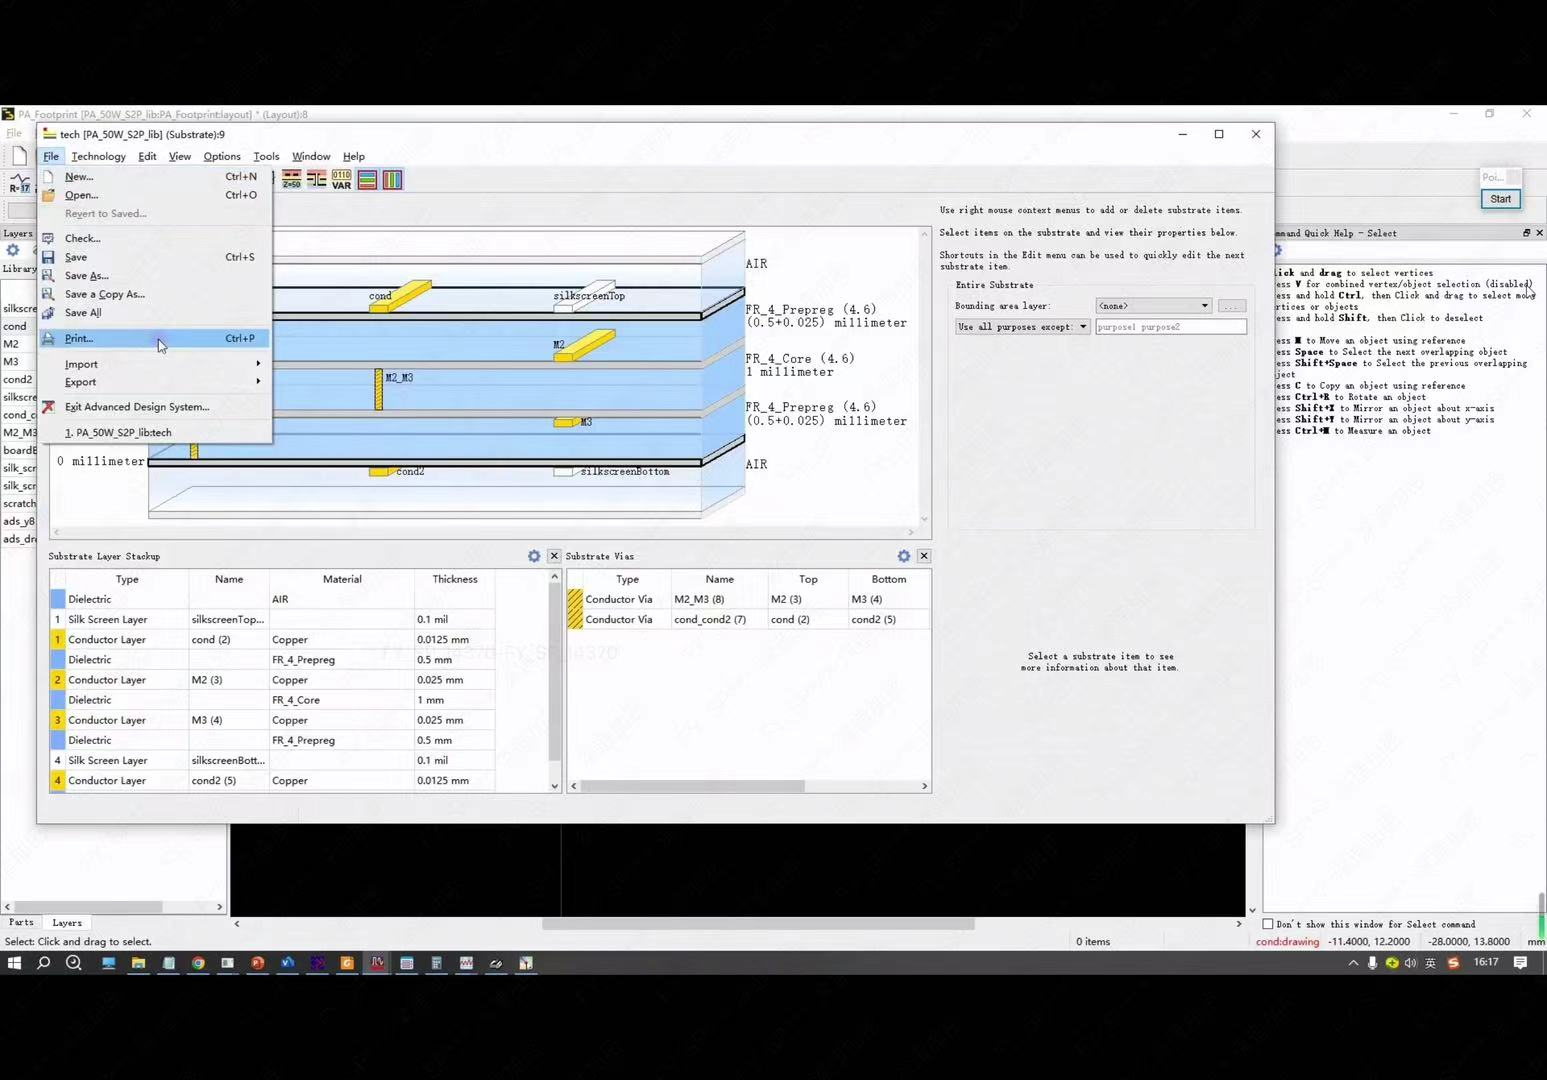 PA_Footprint [PA_50W_S2P_lib:PA_Footprint:layout] * (Layout):8
File
tech [PA_50W_S2P_lib] (Substrate):9
File Technology Edit View Options Tools Window Help
New... Ctrl+N
Open... Ctrl+O
Revert to Saved...
Check...
Save Ctrl+S
Save As...
Save a Copy As...
Save All
Print... Ctrl+P
Import
Export
Exit Advanced Design System...
1. PA_50W_S2P_lib:tech
Z=50
0110
VAR
R=17
Poi...
Start
Layers
Library
silkscre
cond
M2
M3
cond2
silkscre
cond_c
M2_M3
boardB
silk_scr
silk_scr
scratch
ads_y8
ads_dre
AIR
cond
silkscreenTop
FR_4_Prepreg (4.6)
(0.5+0.025) millimeter
M2
FR_4_Core (4.6)
1 millimeter
M2_M3
FR_4_Prepreg (4.6)
(0.5+0.025) millimeter
M3
0 millimeter
AIR
cond2
silkscreenBottom
Use right mouse context menus to add or delete substrate items.
Select items on the substrate and view their properties below.
Shortcuts in the Edit menu can be used to quickly edit the next
substrate item.
Entire Substrate
Bounding area layer: <none> ...
Use all purposes except: purpose1 purpose2
Select a substrate item to see
more information about that item.
Substrate Layer Stackup
Type Name Material Thickness
Dielectric AIR
1 Silk Screen Layer silkscreenTop... 0.1 mil
1 Conductor Layer cond (2) Copper 0.0125 mm
Dielectric FR_4_Prepreg 0.5 mm
2 Conductor Layer M2 (3) Copper 0.025 mm
Dielectric FR_4_Core 1 mm
3 Conductor Layer M3 (4) Copper 0.025 mm
Dielectric FR_4_Prepreg 0.5 mm
4 Silk Screen Layer silkscreenBott... 0.1 mil
4 Conductor Layer cond2 (5) Copper 0.0125 mm
Substrate Vias
Type Name Top Bottom
Conductor Via M2_M3 (8) M2 (3) M3 (4)
Conductor Via cond_cond2 (7) cond (2) cond2 (5)
mmand Quick Help - Select
lick and drag to select vertices
ess V for combined vertex/object selection (disabled)
ess and hold Ctrl, then Click and drag to select more
rtices or objects
ess and hold Shift, then Click to deselect
ess M to Move an object using reference
ess Space to Select the next overlapping object
ess Shift+Space to Select the previous overlapping
ject
ess C to Copy an object using reference
ess Ctrl+R to Rotate an object
ess Shift+X to Mirror an object about x-axis
ess Shift+Y to Mirror an object about y-axis
ess Ctrl+M to Measure an object
Don't show this window for Select command
Parts Layers
Select: Click and drag to select.
0 items
cond:drawing -11.4000, 12.2000 -28.0000, 13.8000 mm
英
16:17